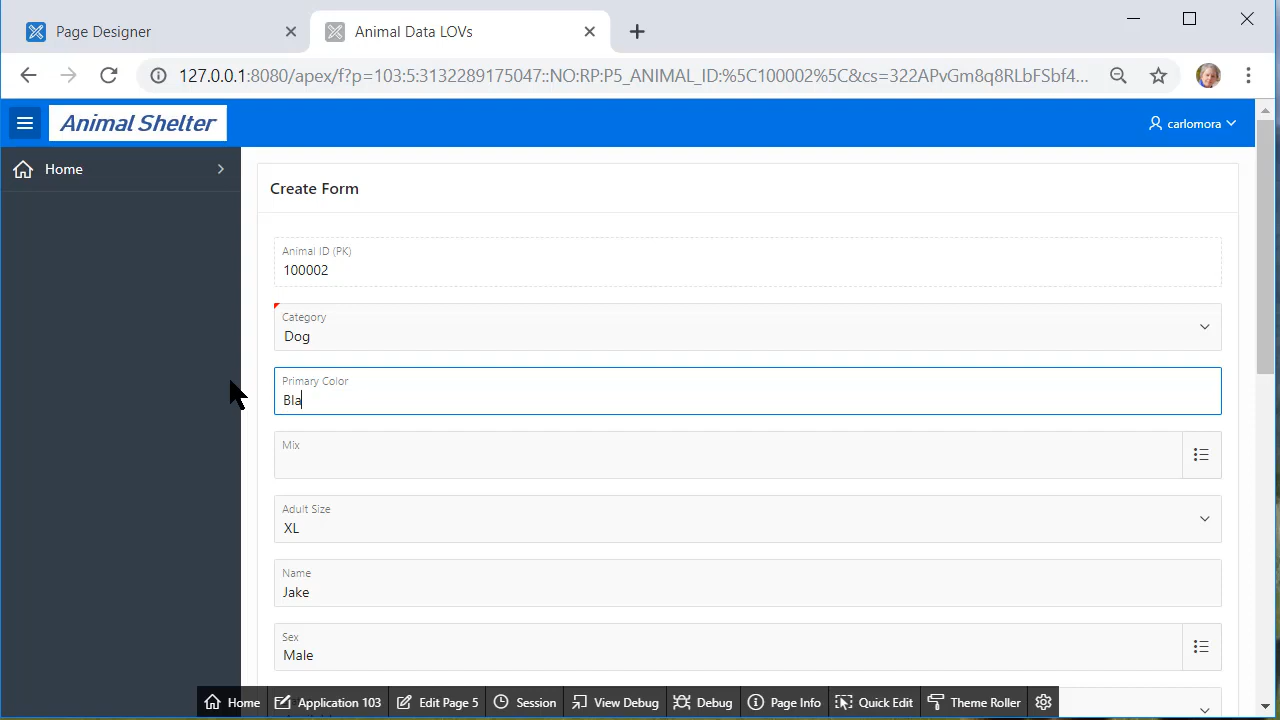 Page Designer
Animal Data LOVs
127.0.0.1:8080/apex/f?p=103:5:3132289175047::NO:RP:P5_ANIMAL_ID:%5C100002%5C&cs=322APvGm8q8RLbFSbf4...
Animal Shelter
carlomora
Home
Create Form
Animal ID (PK)
100002
Category
Dog
Primary Color
Bla
Mix
Adult Size
XL
Name
Jake
Sex
Male
Home Application 103 Edit Page 5 Session View Debug Debug Page Info Quick Edit Theme Roller